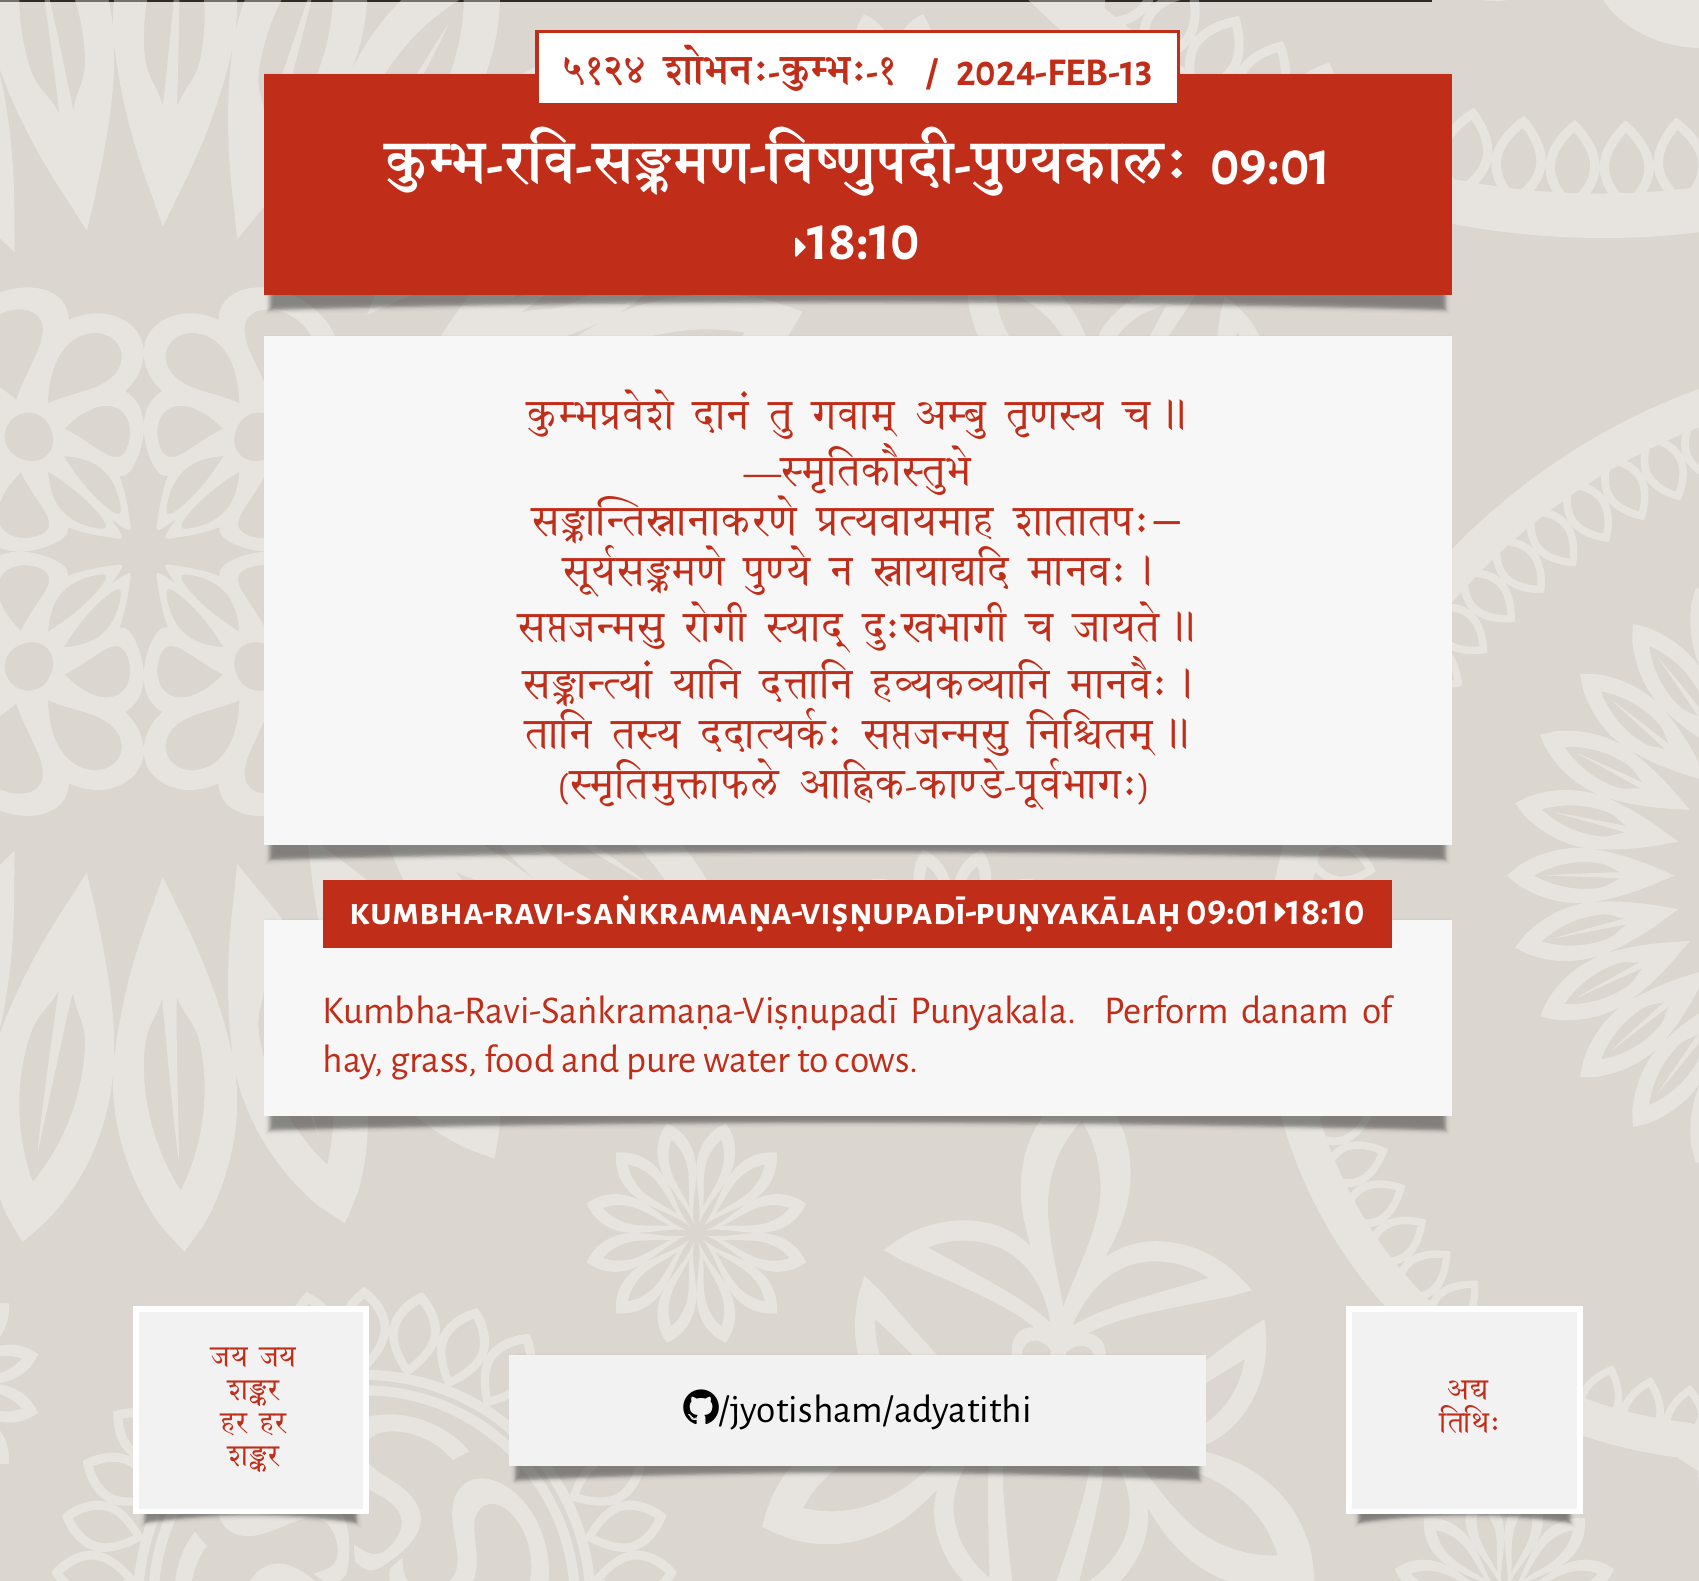 ५१२४ शोभनः-कुम्भः-१ / 2024-FEB-13
कुम्भ-रवि-सङ्क्रमण-विष्णुपदी-पुण्यकालः 09:01
▸18:10
कुम्भप्रवेशे दानं तु गवाम् अम्बु तृणस्य च॥
—स्मृतिकौस्तुभे
सङ्क्रान्तिस्नानाकरणे प्रत्यवायमाह शातातपः–
सूर्यसङ्क्रमणे पुण्ये न स्नायाद्यदि मानवः।
सप्तजन्मसु रोगी स्याद् दुःखभागी च जायते॥
सङ्क्रान्त्यां यानि दत्तानि हव्यकव्यानि मानवैः।
तानि तस्य ददात्यर्कः सप्तजन्मसु निश्चितम्॥
(स्मृतिमुक्ताफले आह्निक-काण्डे-पूर्वभागः)
KUMBHA-RAVI-SAṄKRAMAṆA-VIṢṆUPADĪ-PUṆYAKĀLAḤ 09:01▸18:10
Kumbha-Ravi-Saṅkramaṇa-Viṣṇupadī Punyakala. Perform danam of
hay, grass, food and pure water to cows.
जय जय
शङ्कर
हर हर
शङ्कर
/jyotisham/adyatithi
अद्य
तिथिः